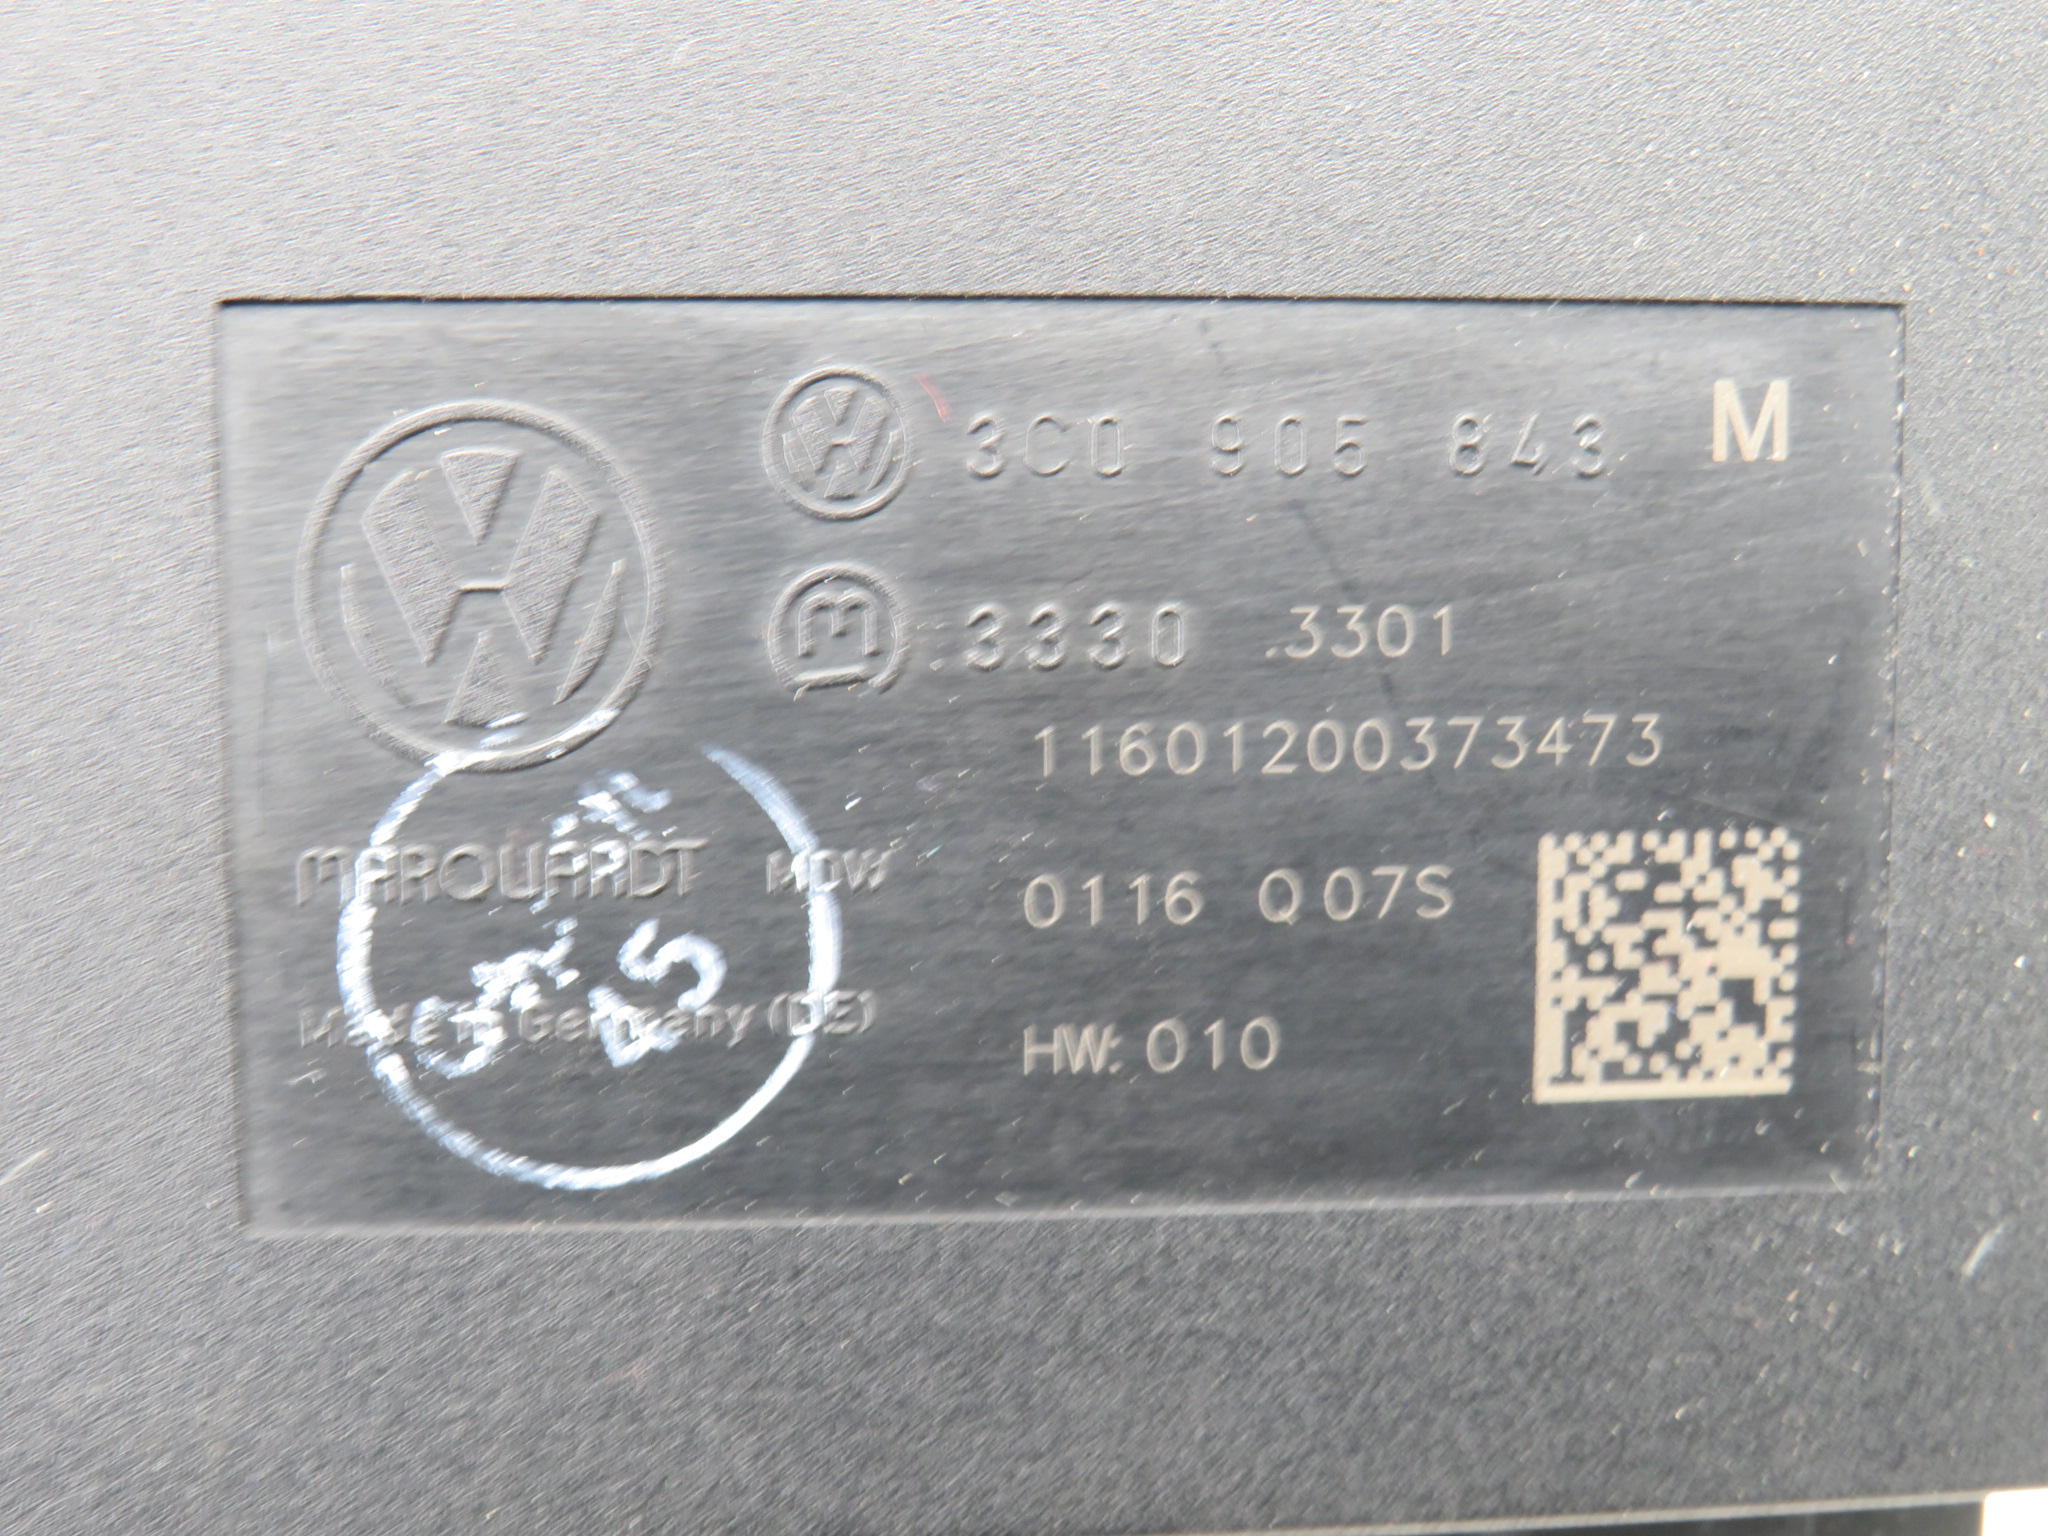 3C0 905 843 M
.3330 .3301
11601200373473
MARQUARDT MDW 0116 Q07S
Made in Germany (DE) HW: 010